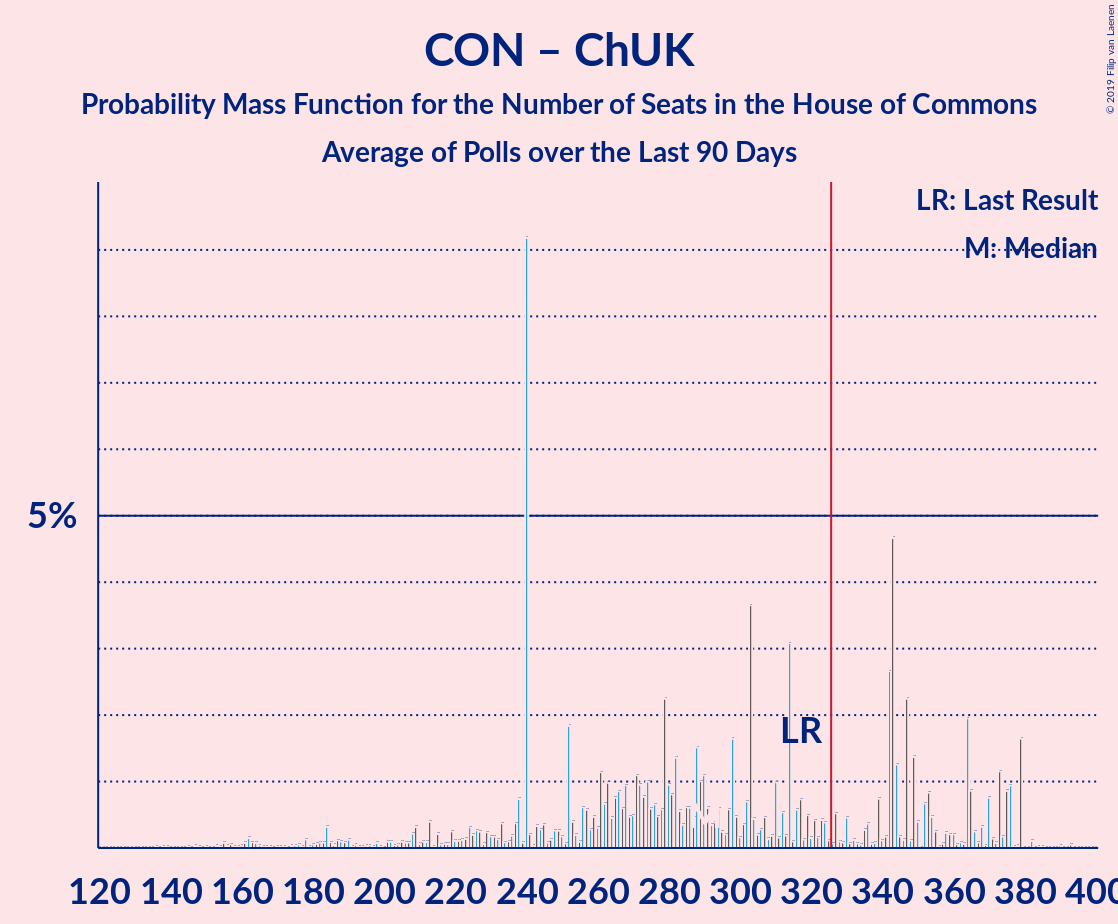 CON – ChUK
Probability Mass Function for the Number of Seats in the House of Commons
Average of Polls over the Last 90 Days
© 2019 Filip van Laenen
LR: Last Result
M: Median
5%
LR
120 140 160 180 200 220 240 260 280 300 320 340 360 380 400